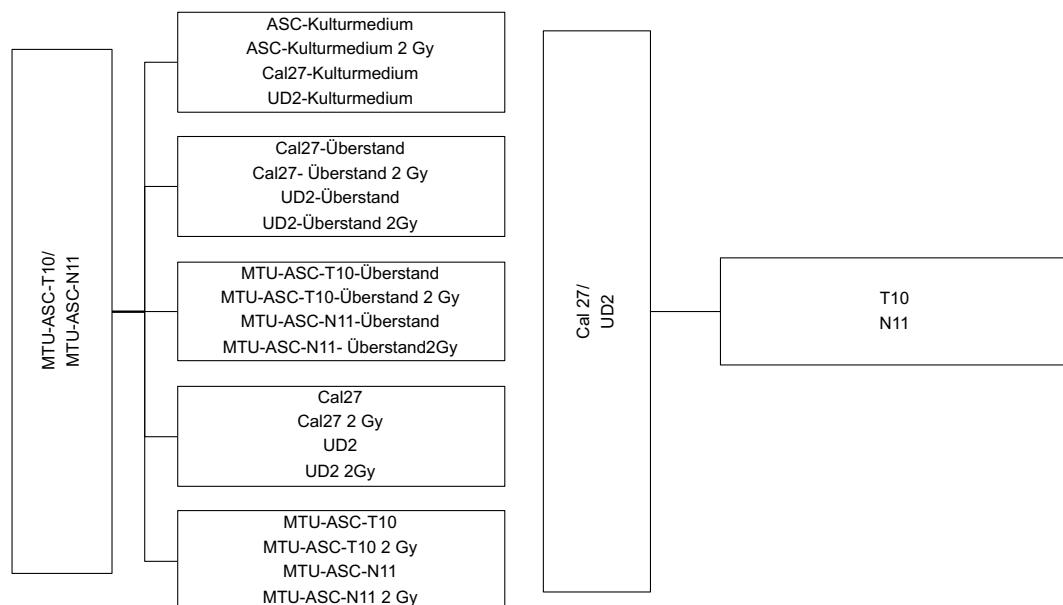 MTU-ASC-T10/
MTU-ASC-N11
ASC-Kulturmedium
ASC-Kulturmedium 2 Gy
Cal27-Kulturmedium
UD2-Kulturmedium
Cal27-Überstand
Cal27- Überstand 2 Gy
UD2-Überstand
UD2-Überstand 2Gy
MTU-ASC-T10-Überstand
MTU-ASC-T10-Überstand 2 Gy
MTU-ASC-N11-Überstand
MTU-ASC-N11- Überstand2Gy
Cal27
Cal27 2 Gy
UD2
UD2 2Gy
MTU-ASC-T10
MTU-ASC-T10 2 Gy
MTU-ASC-N11
MTU-ASC-N11 2 Gy
Cal 27/
UD2
T10
N11